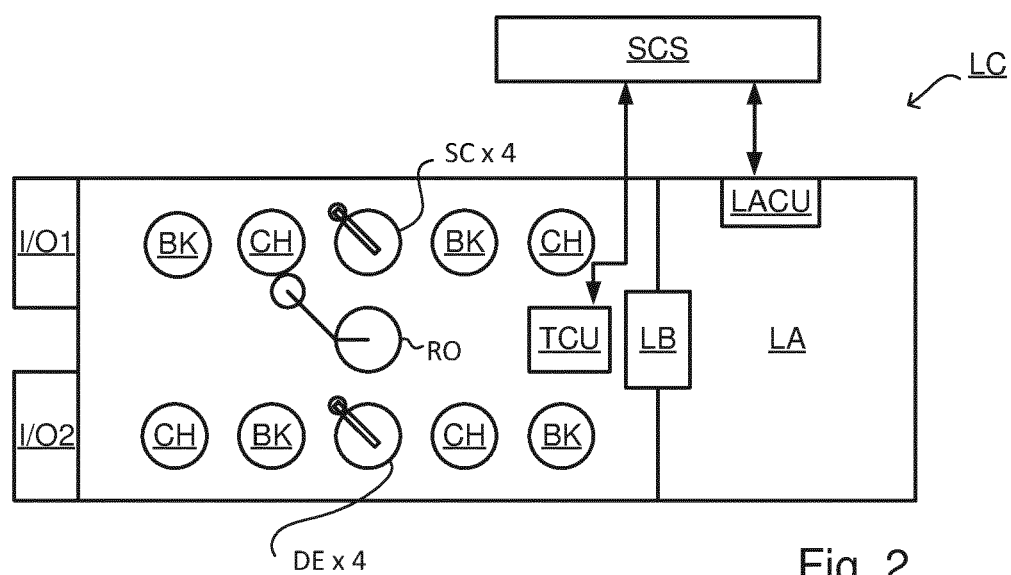 SCS
LC
SC x 4
LACU
I/O1
BK
CH
BK
CH
TCU
LB
LA
RO
I/O2
CH
BK
CH
BK
DE x 4
Fig. 2